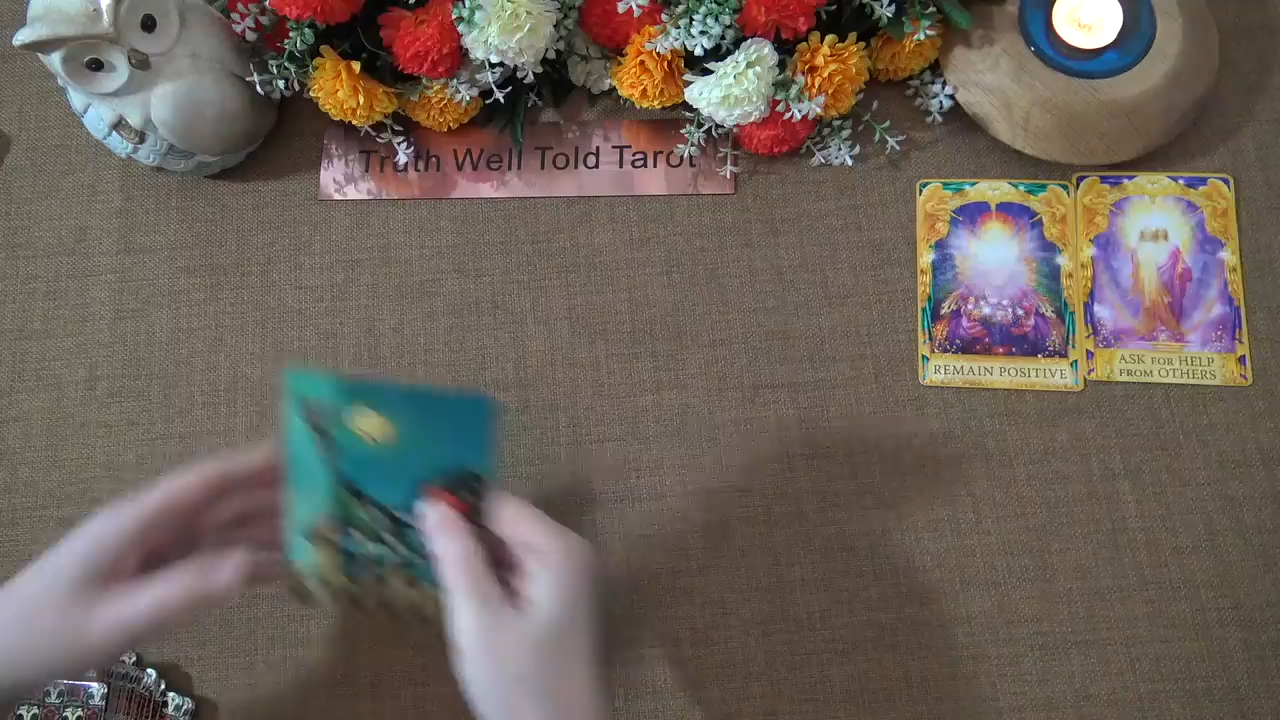 Truth Well Told Tarot
REMAIN POSITIVE
ASK FOR HELP
FROM OTHERS